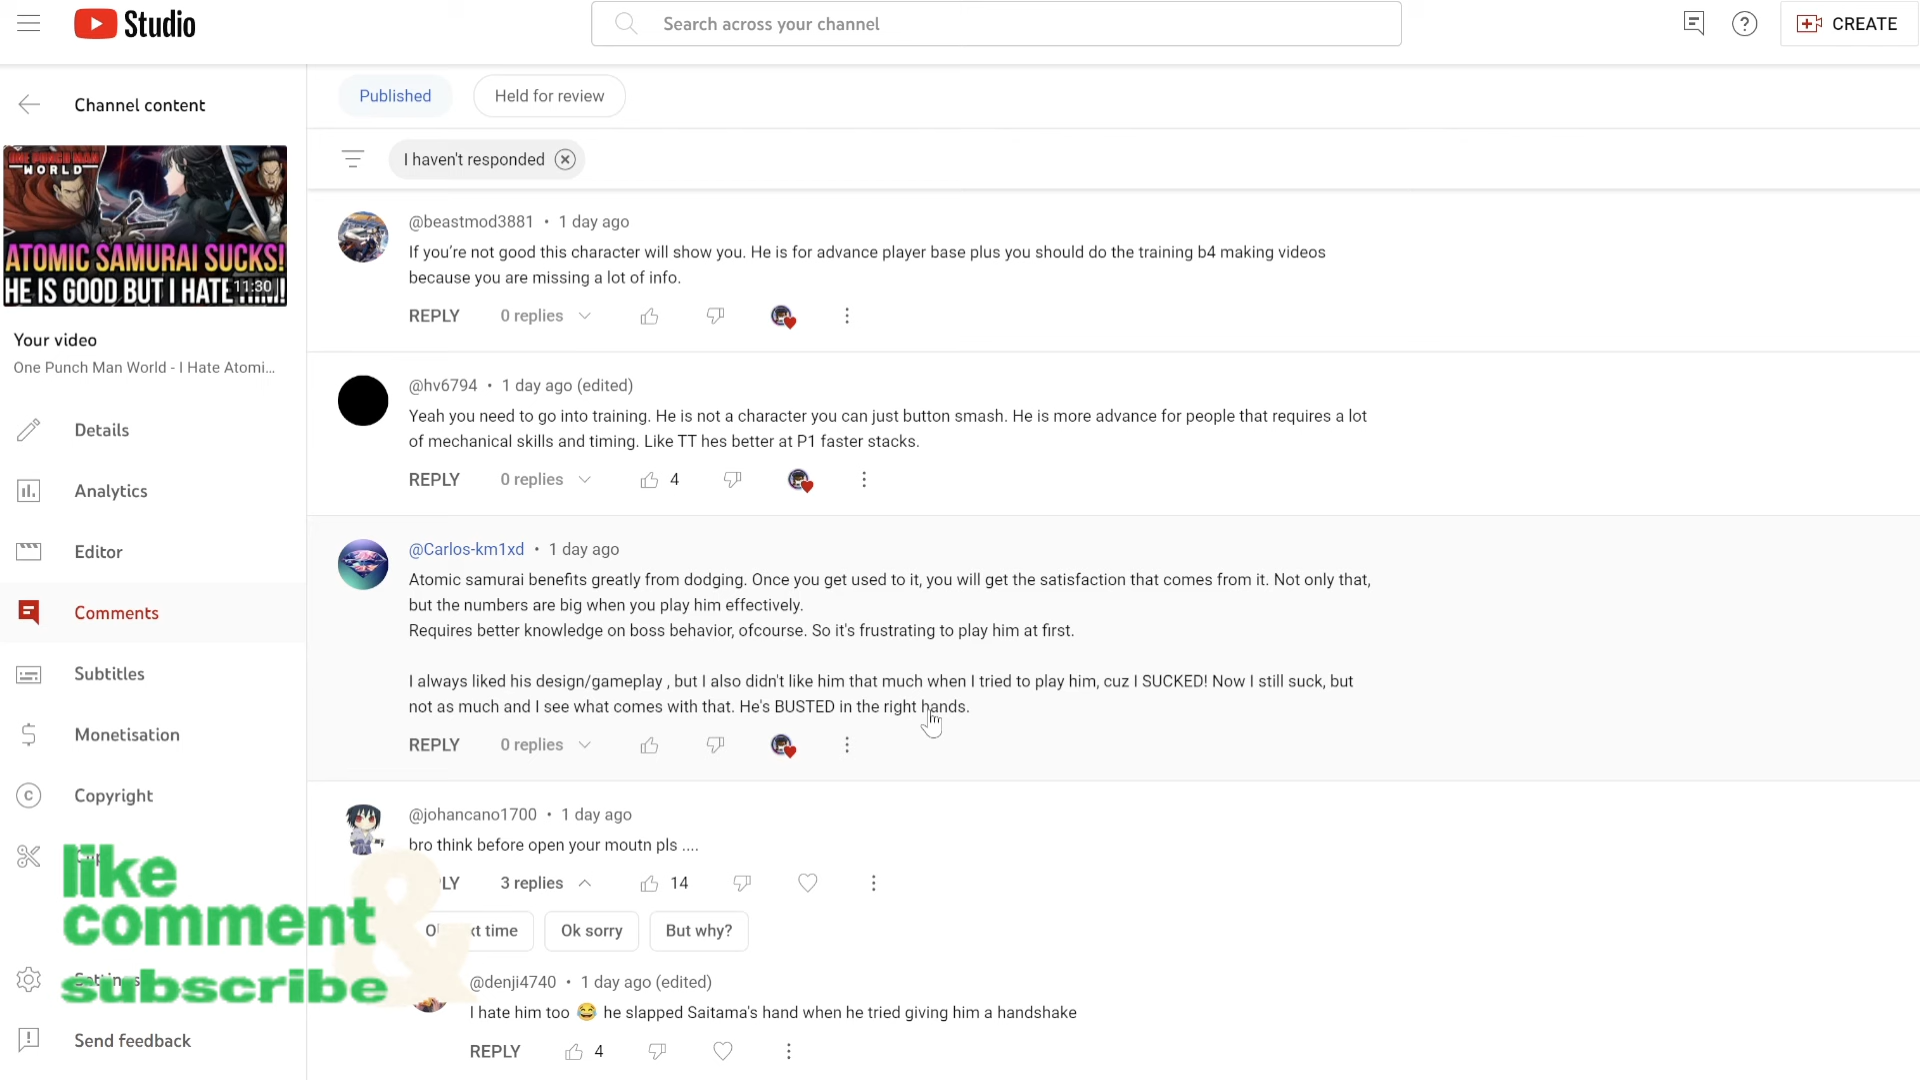 Studio
Search across your channel
CREATE
Channel content
Published
Held for review
I haven't responded
ONE PUNCH MAN
WORLD
ATOMIC SAMURAI SUCKS!
HE IS GOOD BUT I HATE
11:30
Your video
One Punch Man World - I Hate Atomi...
Details
Analytics
Editor
Comments
Subtitles
Monetisation
Copyright
Settings
Send feedback
like
comment &
subscribe
@beastmod3881 • 1 day ago
If you're not good this character will show you. He is for advance player base plus you should do the training b4 making videos
because you are missing a lot of info.
REPLY 0 replies
@hv6794 • 1 day ago (edited)
Yeah you need to go into training. He is not a character you can just button smash. He is more advance for people that requires a lot
of mechanical skills and timing. Like TT hes better at P1 faster stacks.
REPLY 0 replies 4
@Carlos-km1xd • 1 day ago
Atomic samurai benefits greatly from dodging. Once you get used to it, you will get the satisfaction that comes from it. Not only that,
but the numbers are big when you play him effectively.
Requires better knowledge on boss behavior, ofcourse. So it's frustrating to play him at first.
I always liked his design/gameplay , but I also didn't like him that much when I tried to play him, cuz I SUCKED! Now I still suck, but
not as much and I see what comes with that. He's BUSTED in the right hands.
REPLY 0 replies
@johancano1700 • 1 day ago
bro think before open your moutn pls ....
3 replies 14
time
Ok sorry
But why?
@denji4740 • 1 day ago (edited)
I hate him too 😂 he slapped Saitama's hand when he tried giving him a handshake
REPLY 4